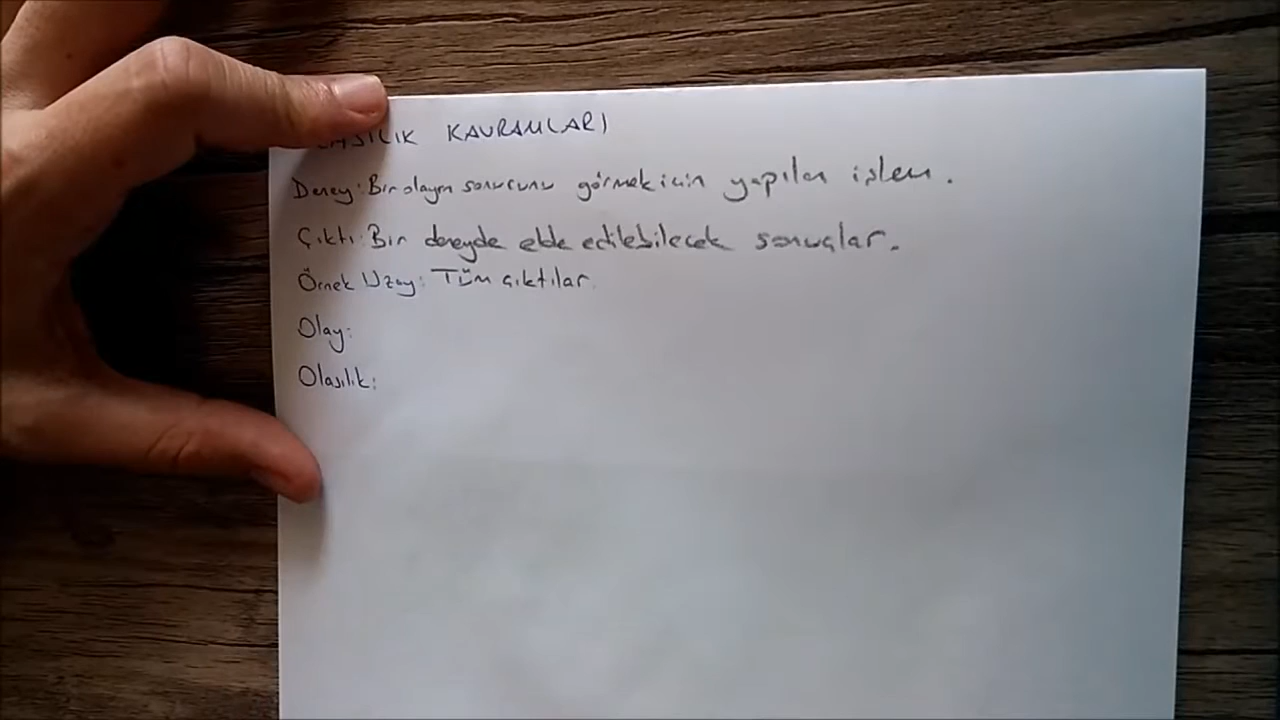 KAVRAMLARI
Deney: Bir olayın sonucunu görmek için yapılan işlem.
Çıktı: Bir deneyde elde edilebilecek sonuçlar.
Örnek Uzay: Tüm çıktılar.
Olay:
Olasılık: